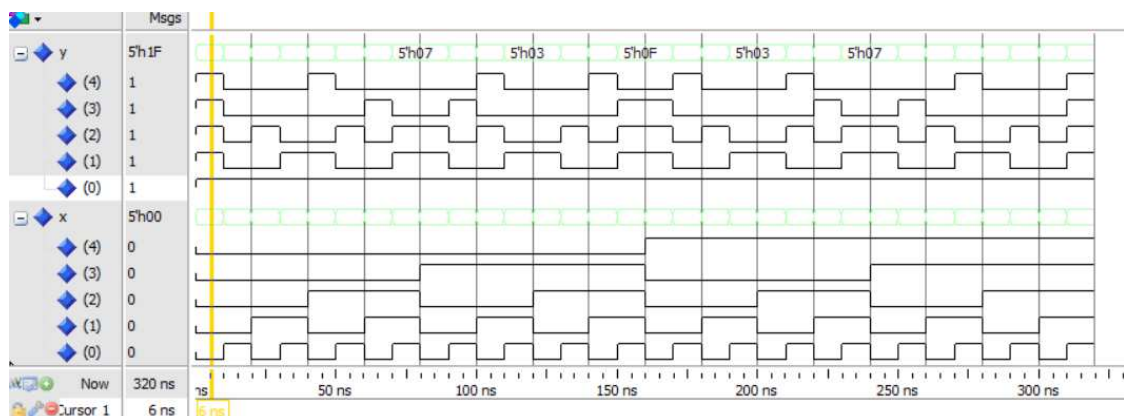 Msgs
y 5'h1F 5'h07 5'h03 5'h0F 5'h03 5'h07
(4) 1
(3) 1
(2) 1
(1) 1
(0) 1
x 5'h00
(4) 0
(3) 0
(2) 0
(1) 0
(0) 0
Now 320 ns ns 50 ns 100 ns 150 ns 200 ns 250 ns 300 ns
Cursor 1 6 ns 6 ns